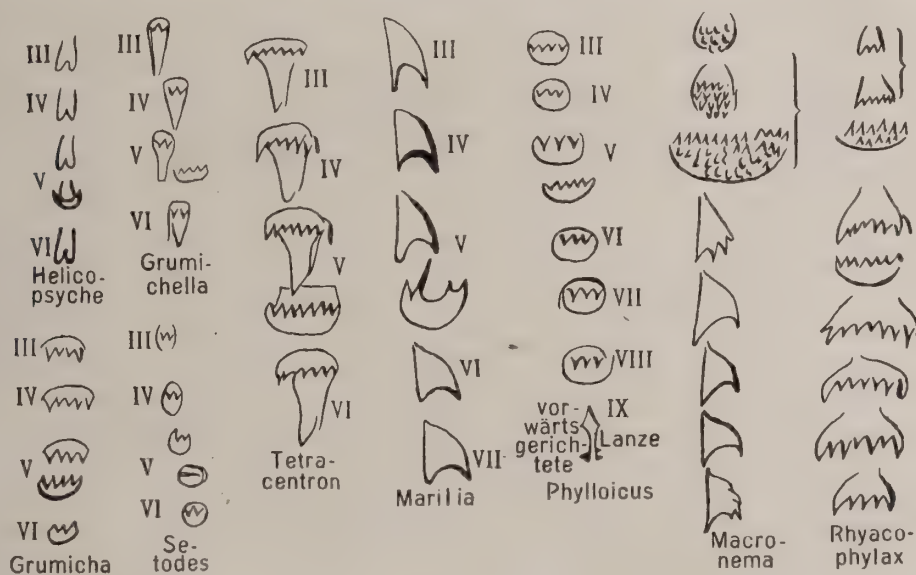 III
IV
V
VI
Helico-
psyche
III
IV
V
VI
Grumi-
chella
III
IV
V
VI
Grumicha
III
IV
V
VI
Se-
todes
III
IV
V
VI
Tetra-
centron
III
IV
V
VI
VII
Marilia
III
IV
V
VI
VII
VIII
vor- IX
wärts
gerich- Lanze
tete
Phylloicus
Macro-
nema
Rhyaco-
phylax